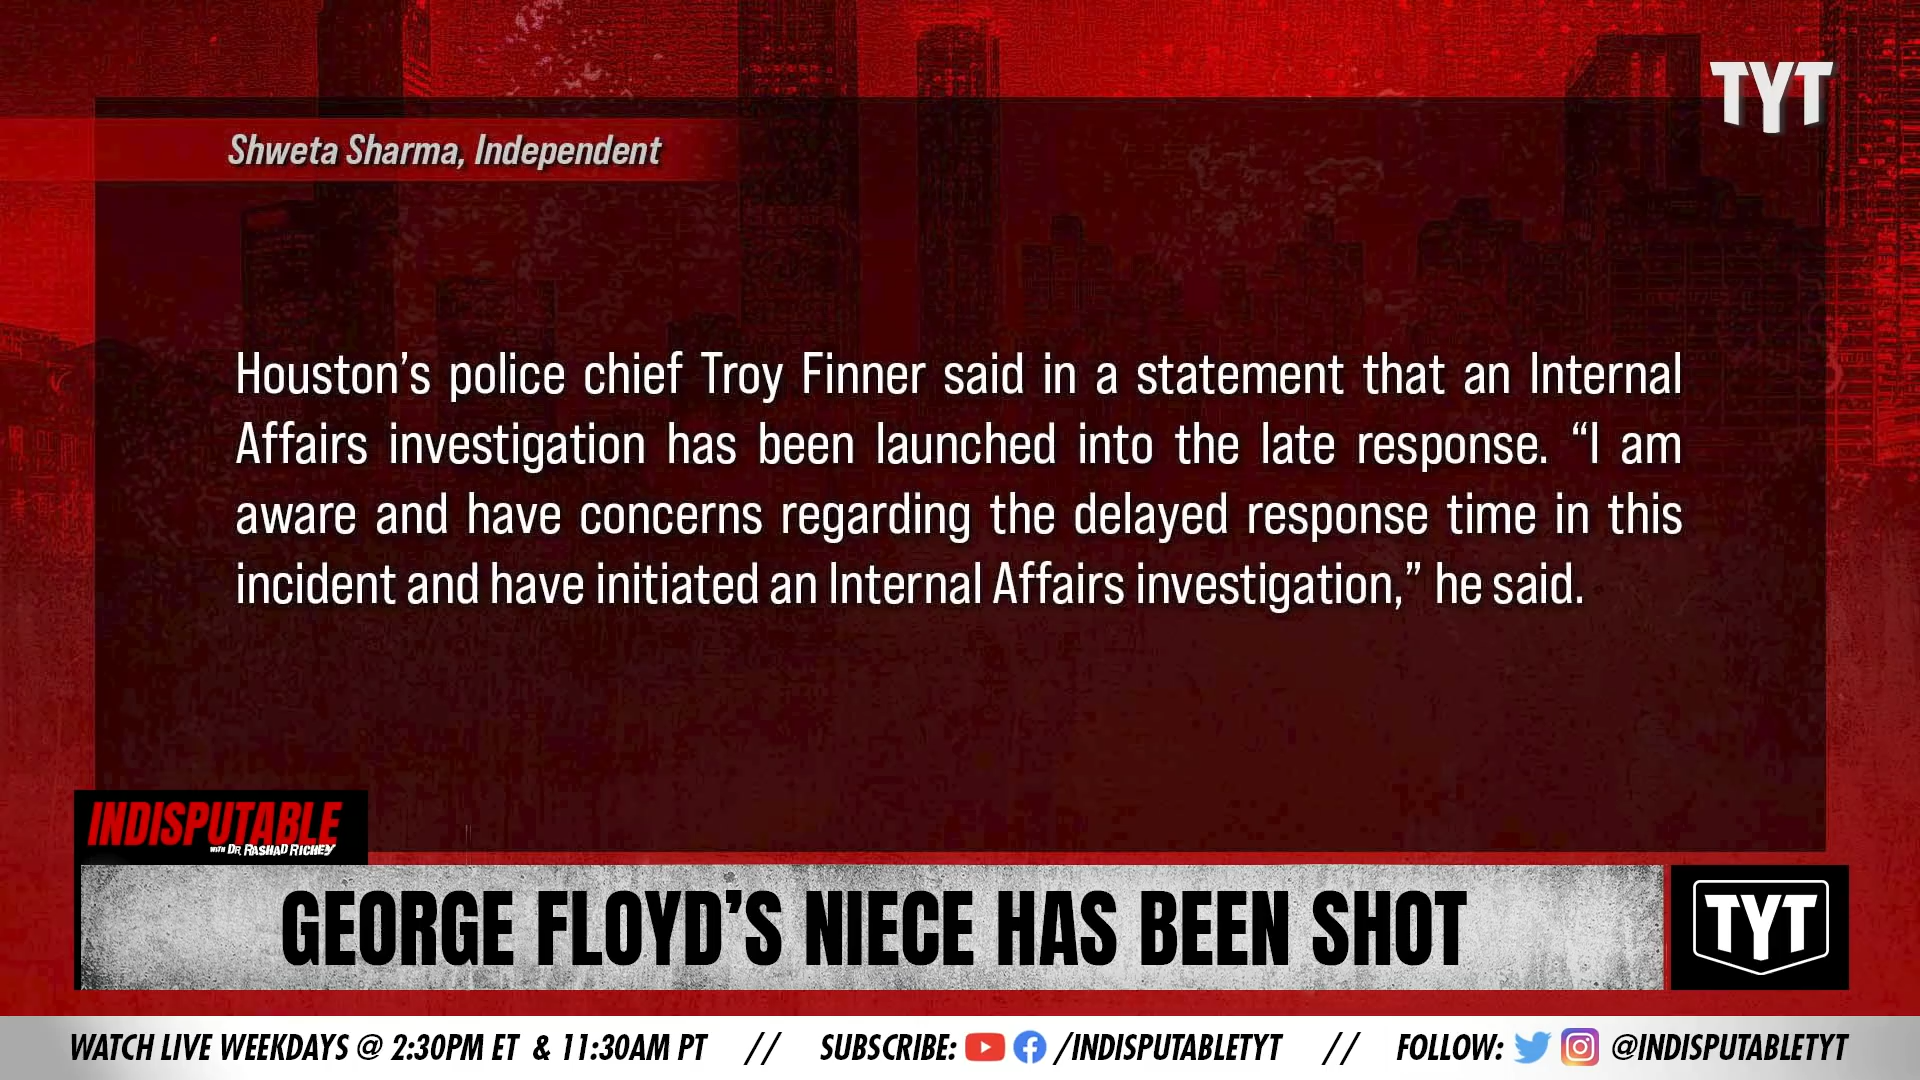 TYT
Shweta Sharma, Independent
Houston’s police chief Troy Finner said in a statement that an Internal
Affairs investigation has been launched into the late response. “I am
aware and have concerns regarding the delayed response time in this
incident and have initiated an Internal Affairs investigation,” he said.
INDISPUTABLE
WITH DR RASHAD RICHEY
GEORGE FLOYD’S NIECE HAS BEEN SHOT
TYT
WATCH LIVE WEEKDAYS @ 2:30PM ET & 11:30AM PT // SUBSCRIBE: /INDISPUTABLETYT // FOLLOW: @INDISPUTABLETYT